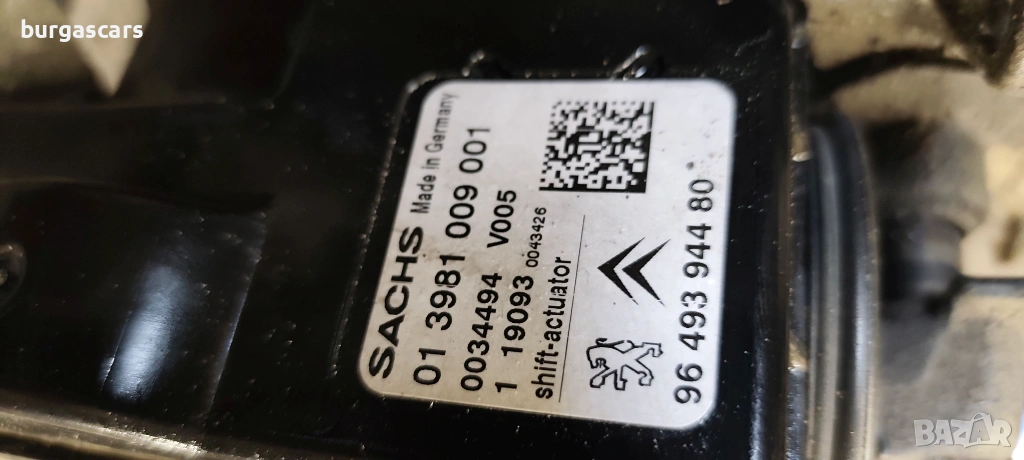 burgascars
SACHS Made in Germany
01 3981 009 001
0034494 V005
1 19093 0043426
shift-actuator
96 493 944 80
BAZAR